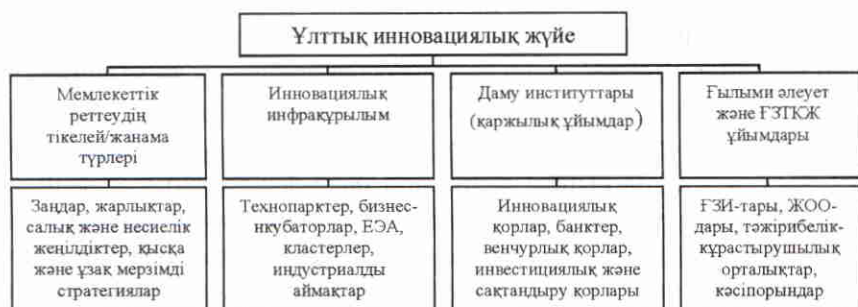 Ұлттық инновациялық жүйе
Мемлекеттік
реттеудің
тікелей/жанама
түрлері
Инновациялық
инфрақұрылым
Даму институттары
(қаржылық ұйымдар)
Ғылыми әлеует
және ҒЗТКЖ
ұйымдары
Заңдар, жарлықтар,
салық және несиелік
жеңілдіктер, қысқа
және ұзақ мерзімді
стратегиялар
Технопарктер, бизнес-
нкубаторлар, ЕЭА,
кластерлер,
индустриалды
аймақтар
Инновациялық
қорлар, банктер,
венчурлық қорлар,
инвестициялық және
сақтандыру қорлары
ҒЗИ-тары, ЖОО-
дары, тәжірибелік-
құрастырушылық
орталықтар,
кәсіпорындар